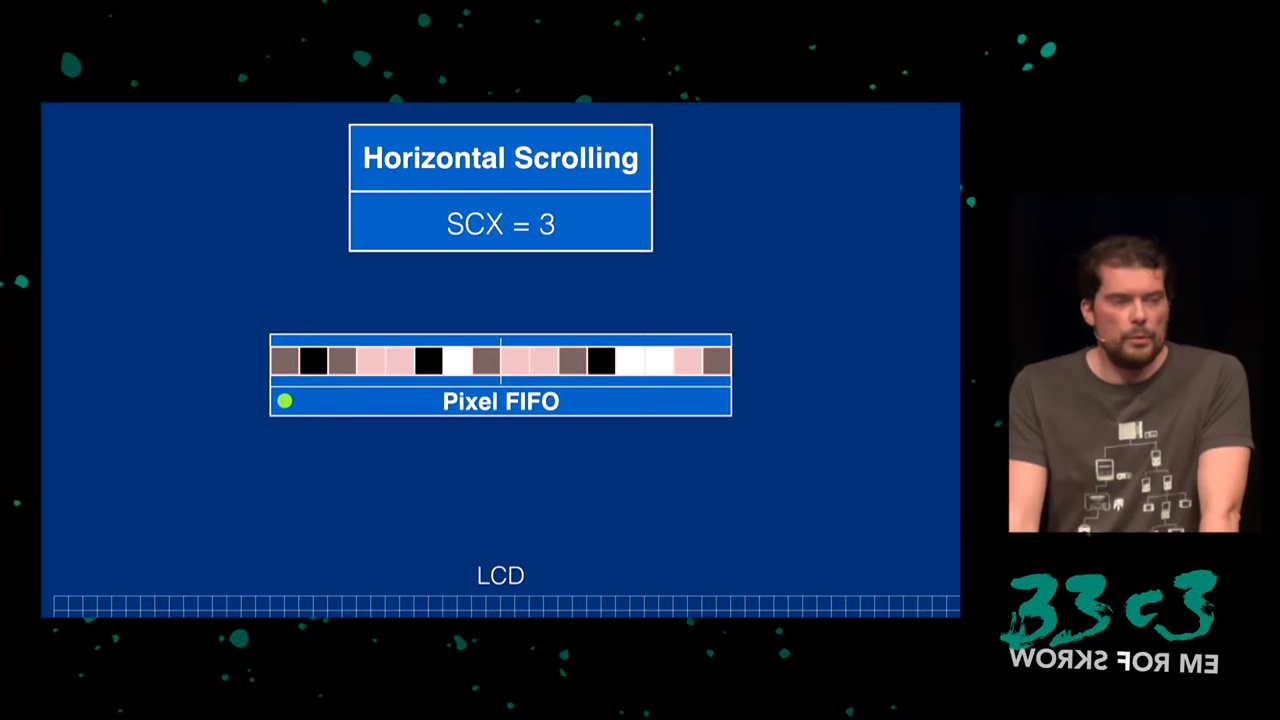 Horizontal Scrolling
SCX = 3
Pixel FIFO
LCD
33c3
WORKS FOR ME